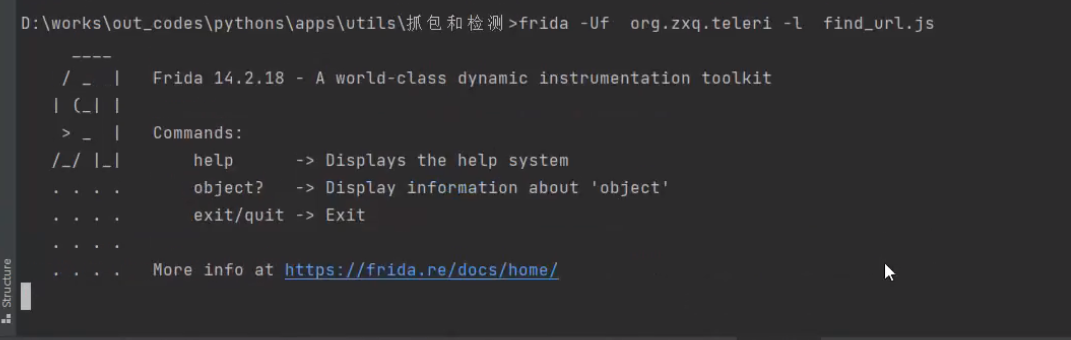 D:\works\out_codes\pythons\apps\utils\抓包和检测>frida -Uf  org.zxq.teleri -l  find_url.js
     ____
    / _  |   Frida 14.2.18 - A world-class dynamic instrumentation toolkit
   | (_| |
    > _  |   Commands:
   /_/ |_|       help      -> Displays the help system
   . . . .       object?   -> Display information about 'object'
   . . . .       exit/quit -> Exit
   . . . .
   . . . .   More info at https://frida.re/docs/home/
Structure